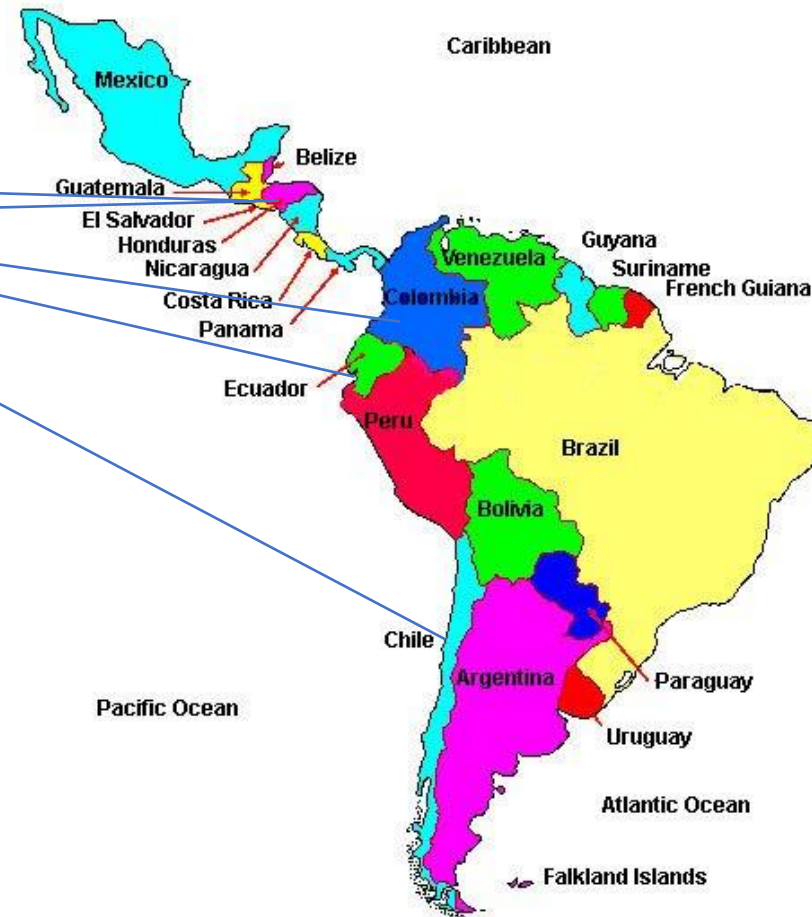 Caribbean
Mexico
Belize
Guatemala
El Salvador
Honduras
Nicaragua
Costa Rica
Panama
Guyana
Venezuela
Suriname
French Guiana
Colombia
Ecuador
Peru
Brazil
Bolivia
Chile
Argentina
Paraguay
Pacific Ocean
Uruguay
Atlantic Ocean
Falkland Islands